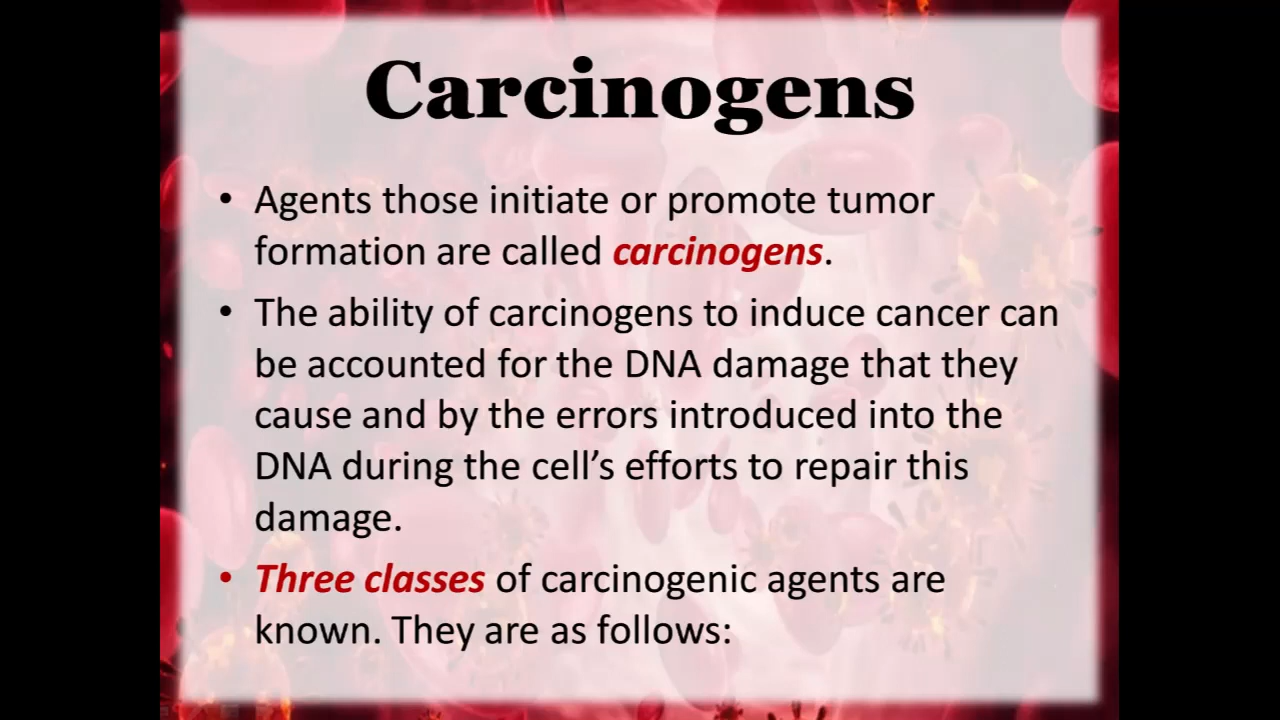 Carcinogens
• Agents those initiate or promote tumor
formation are called carcinogens.
• The ability of carcinogens to induce cancer can
be accounted for the DNA damage that they
cause and by the errors introduced into the
DNA during the cell’s efforts to repair this
damage.
• Three classes of carcinogenic agents are
known. They are as follows: